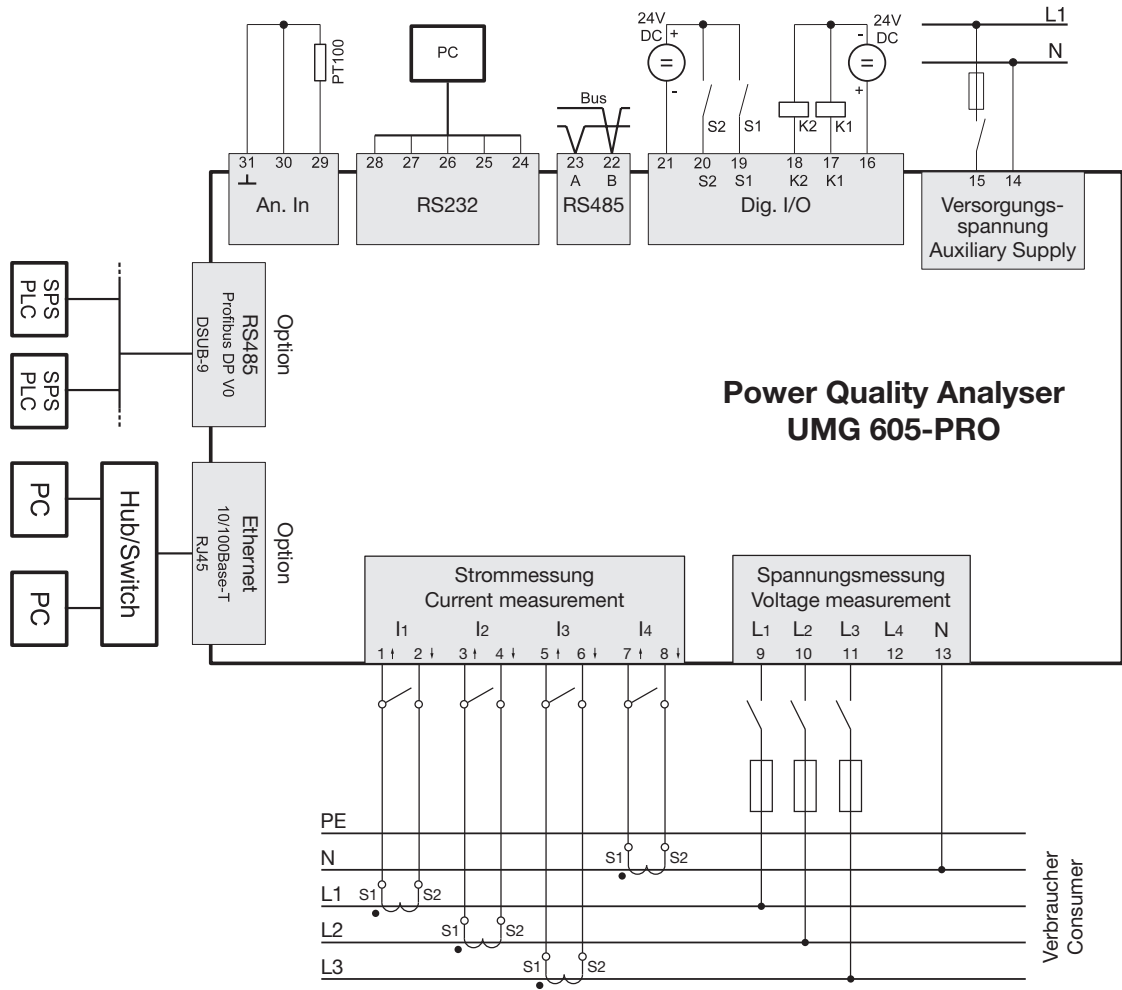 24V
DC
+
-
24V
DC
-
+
L1
N
PT100
PC
Bus
S2
S1
K2
K1
31
30
29
An. In
28
27
26
25
24
RS232
23
22
A
B
RS485
21
20
19
18
17
16
S2
S1
K2
K1
Dig. I/O
15
14
Versorgungs-
spannung
Auxiliary Supply
SPS
PLC
SPS
PLC
RS485
Profibus DP V0
DSUB-9
Option
Power Quality Analyser
UMG 605-PRO
PC
PC
Hub/Switch
Ethernet
10/100Base-T
RJ45
Option
Strommessung
Current measurement
I1
I2
I3
I4
1
2
3
4
5
6
7
8
Spannungsmessung
Voltage measurement
L1
L2
L3
L4
N
9
10
11
12
13
PE
N
S1
S2
L1
S1
S2
L2
S1
S2
L3
S1
S2
Verbraucher
Consumer